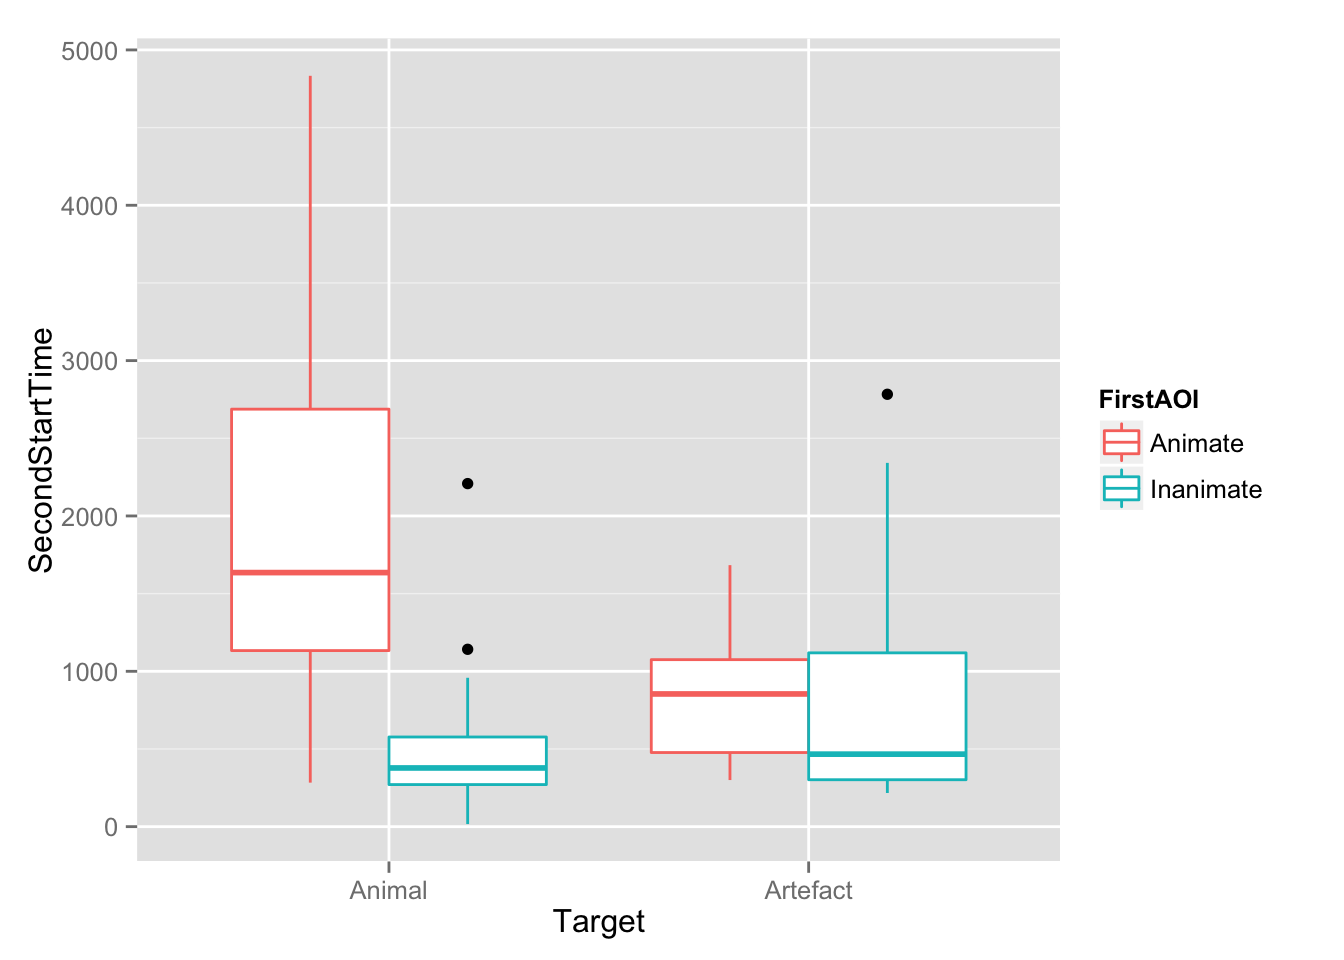 SecondStartTime
5000
4000
3000
2000
1000
0
Animal
Artefact
Target
FirstAOI
Animate
Inanimate